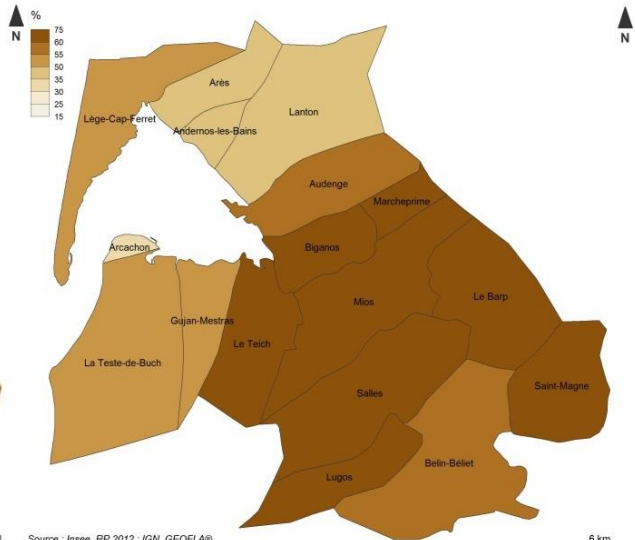 N
%
75
60
55
50
45
40
35
30
25
15
N
Arès
Lège-Cap-Ferret
Andernos-les-Bains
Lanton
Audenge
Marcheprime
Arcachon
Biganos
Mios
Le Barp
Gujan-Mestras
Le Teich
La Teste-de-Buch
Salles
Saint-Magne
Belin-Béliet
Lugos
Source : Insee, RP 2012 ; IGN, GEOFLA®
6 km